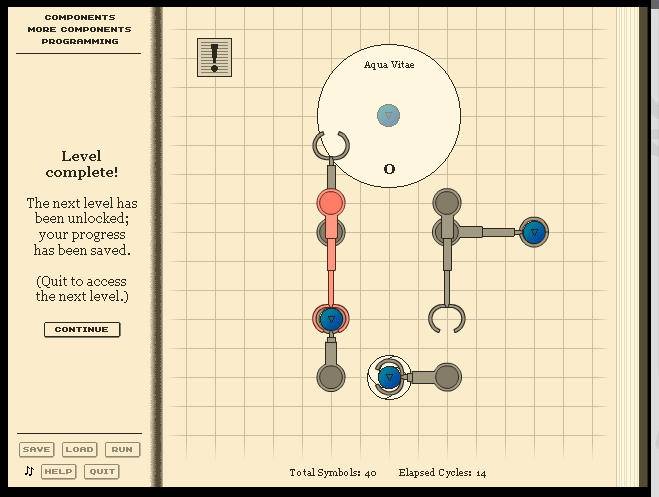 COMPONENTS
MORE COMPONENTS
PROGRAMMING
!
Aqua Vitae
O
Level
complete!
The next level has
been unlocked;
your progress
has been saved.
(Quit to access
the next level.)
CONTINUE
SAVE LOAD RUN
♫ HELP QUIT
Total Symbols: 40 Elapsed Cycles: 14